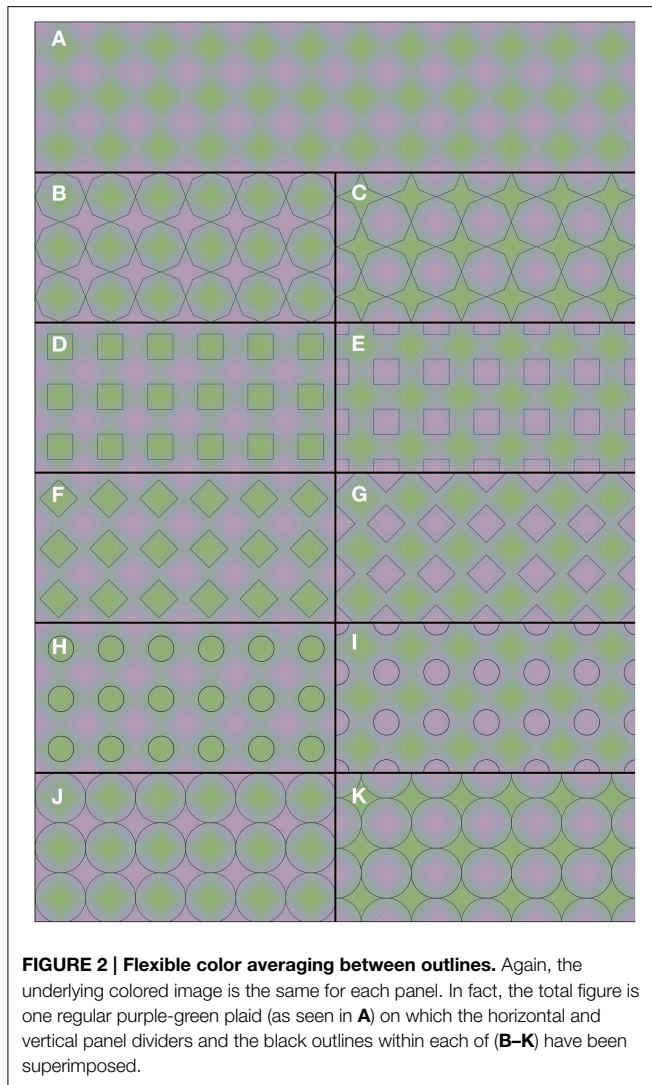 A
B
C
D
E
F
G
H
I
J
K
FIGURE 2 | Flexible color averaging between outlines. Again, the
underlying colored image is the same for each panel. In fact, the total figure is
one regular purple-green plaid (as seen in A) on which the horizontal and
vertical panel dividers and the black outlines within each of (B–K) have been
superimposed.